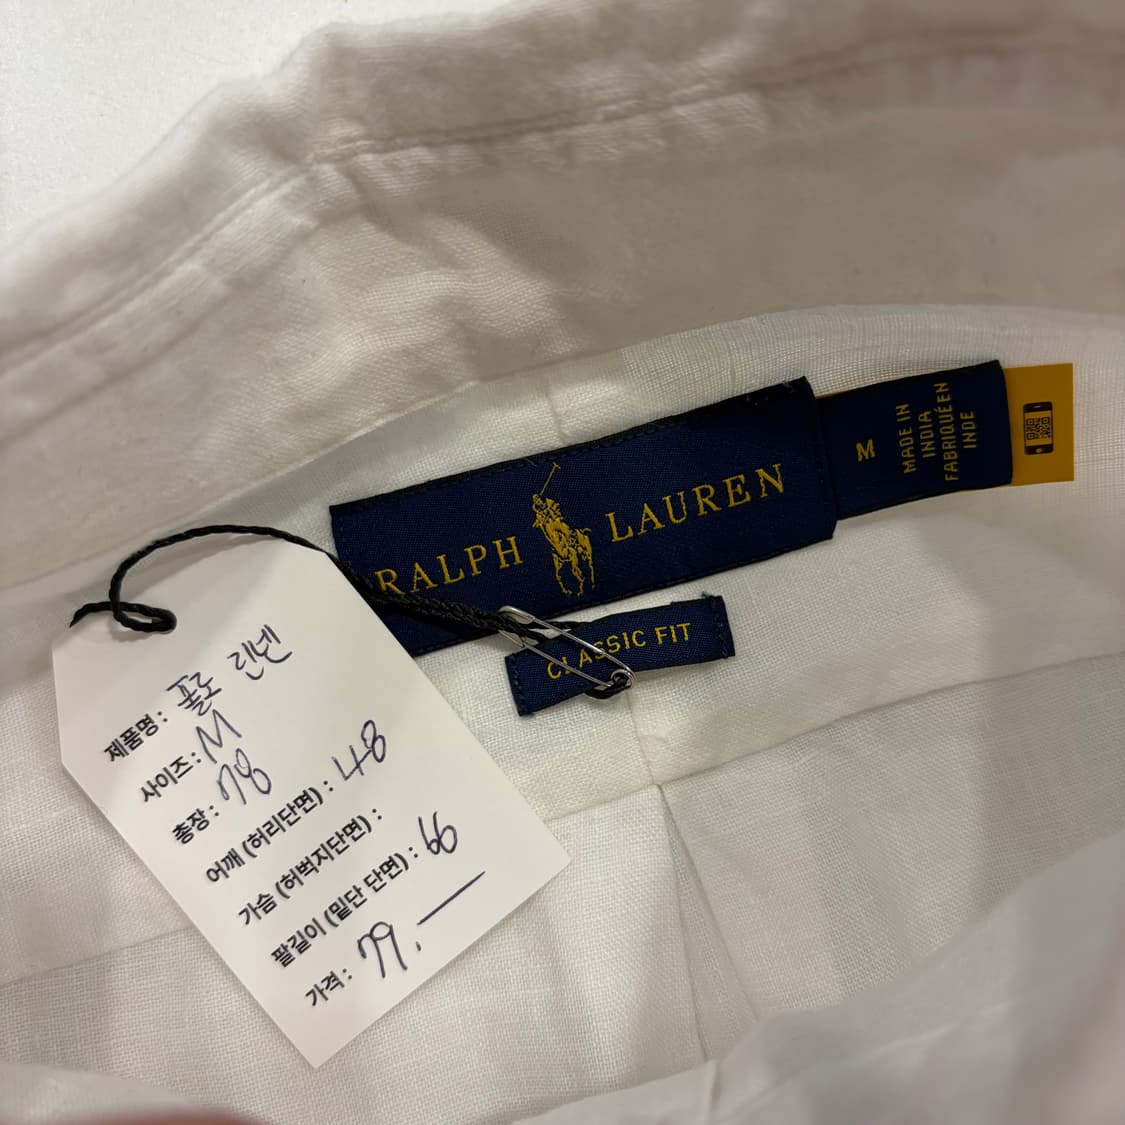 RALPH LAUREN
M
MADE IN
INDIA
FABRIQUÉ EN
INDE
CLASSIC FIT
제품명: 폴로 린넨
사이즈: M
총장: 78
어깨 (허리단면) : 48
가슴 (허벅지단면) :
팔길이 (밑단 단면) : 66
가격: 79.—